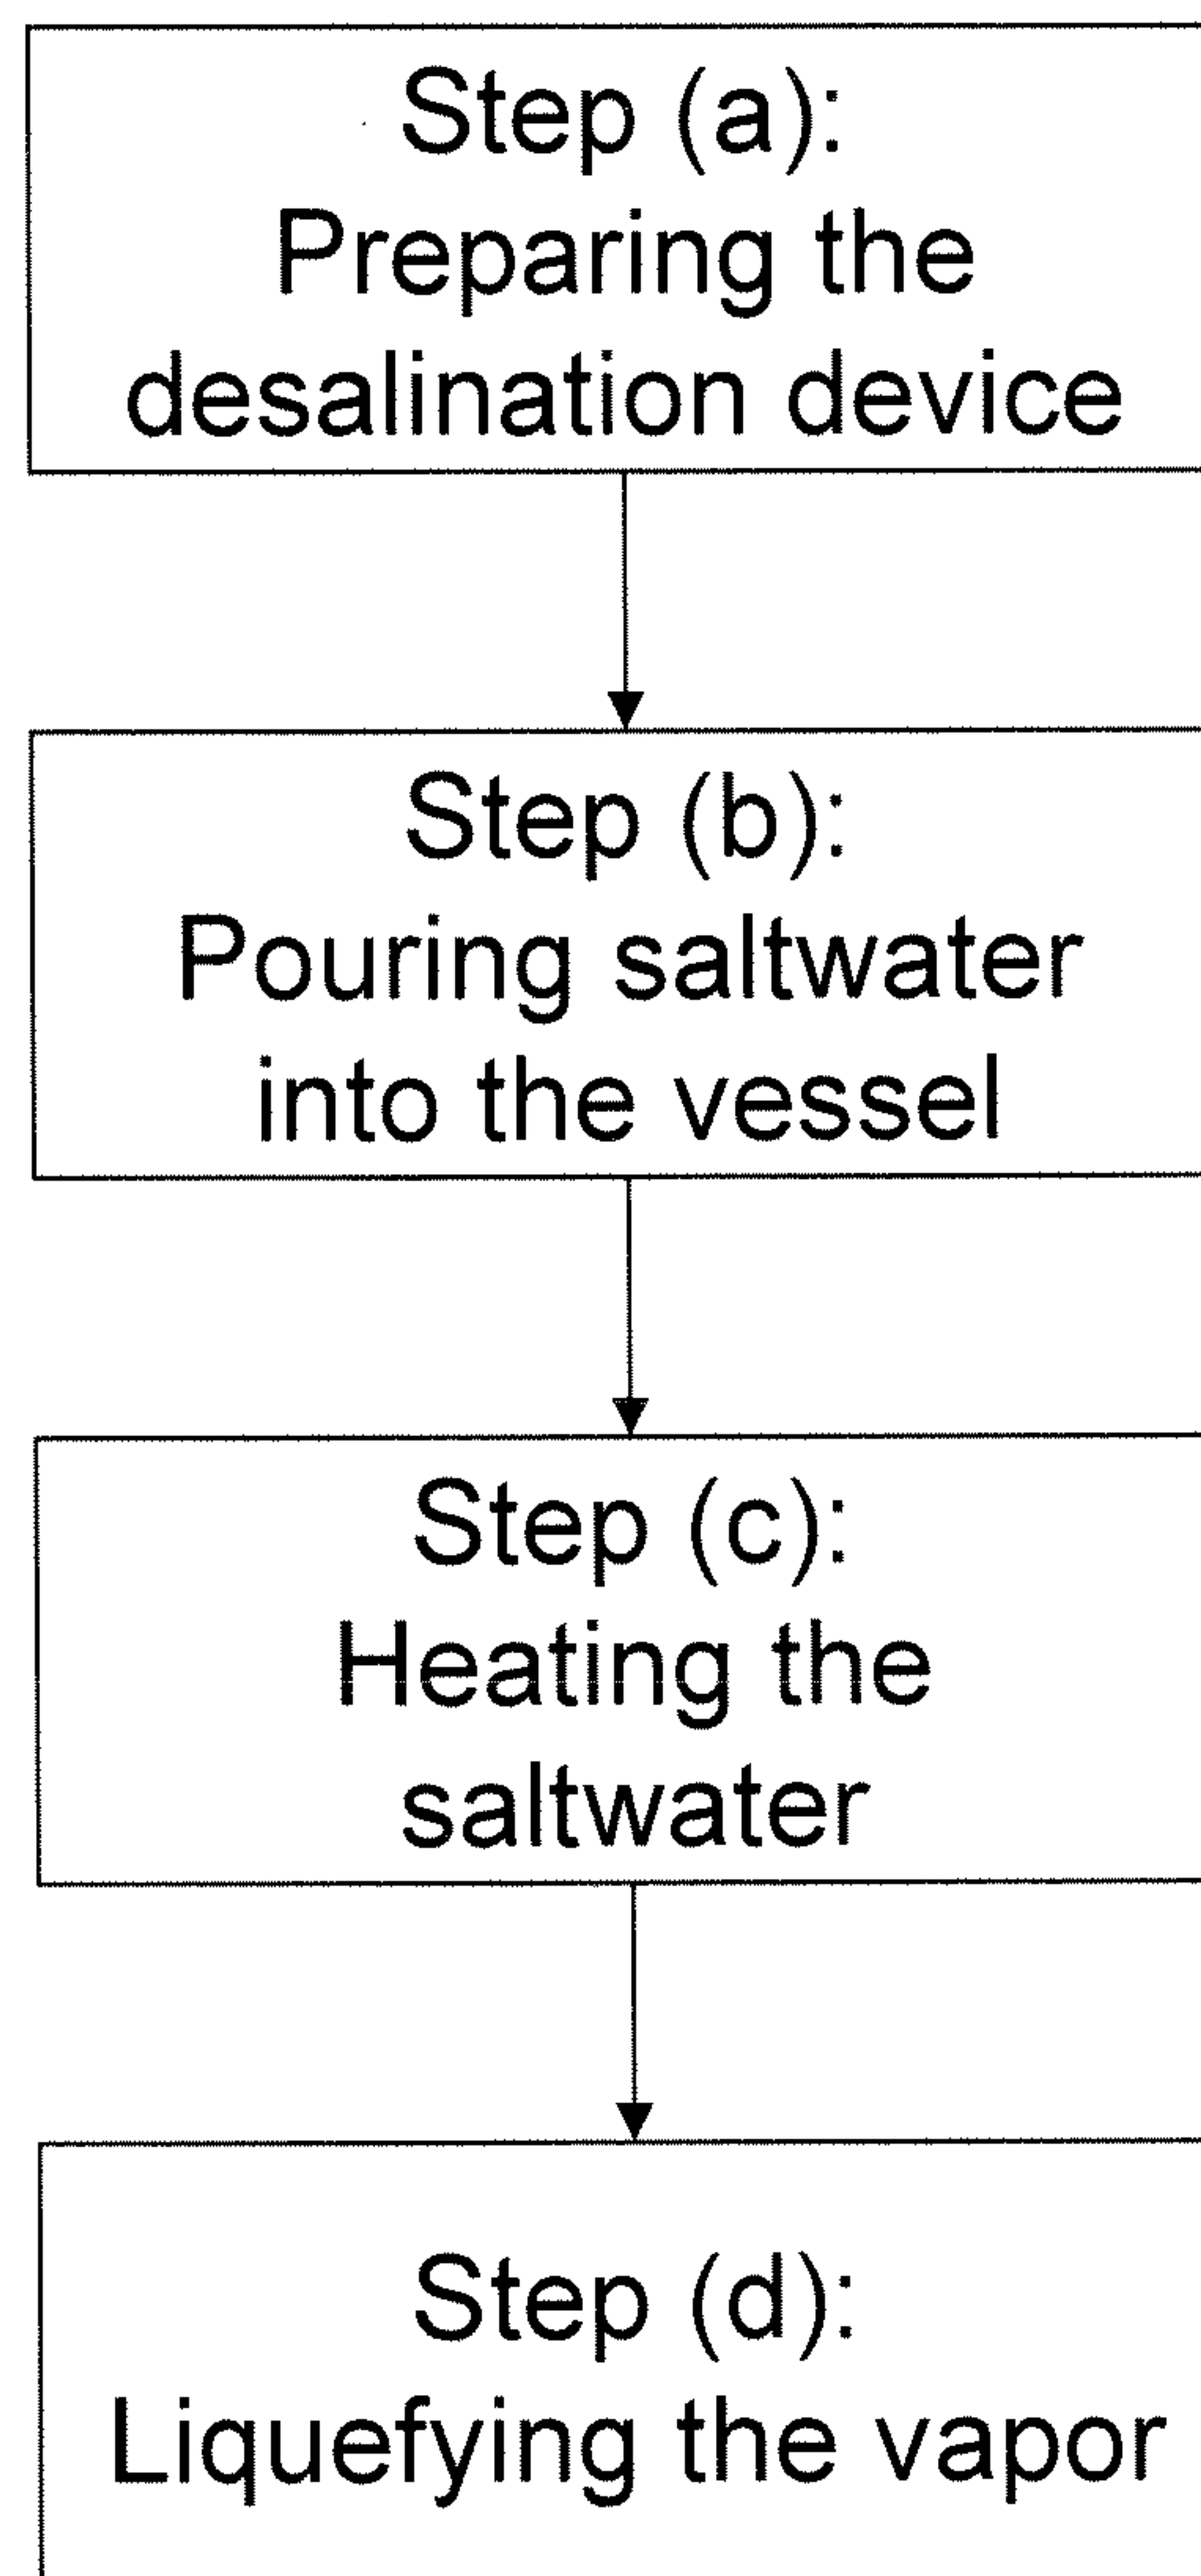 Step (a):
Preparing the
desalination device
Step (b):
Pouring saltwater
into the vessel
Step (c):
Heating the
saltwater
Step (d):
Liquefying the vapor